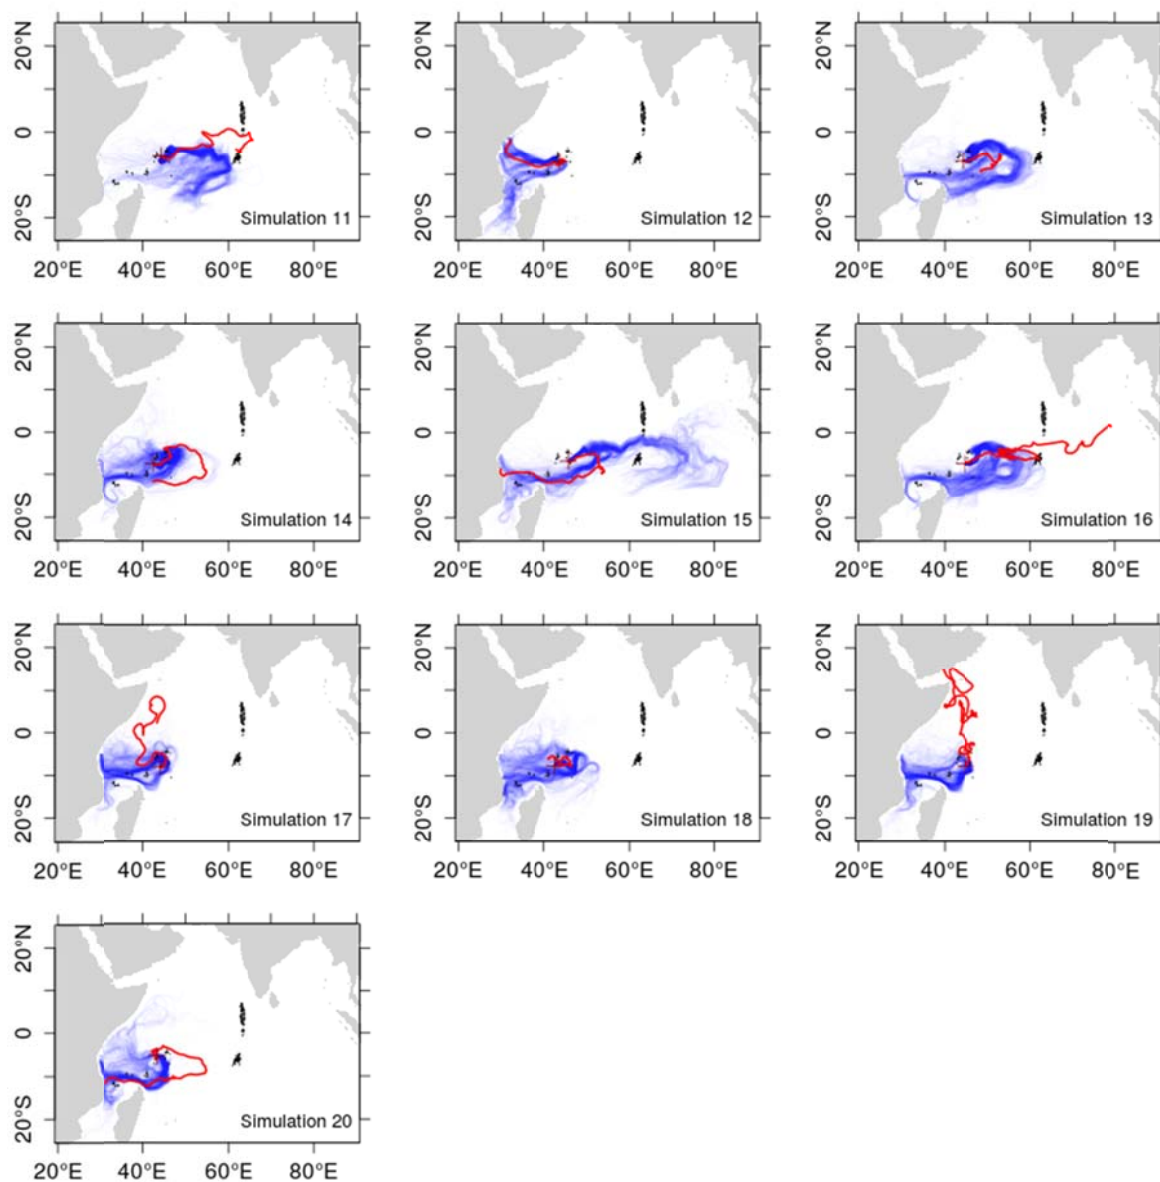 20°N
0
20°S
Simulation 11
20°E 40°E 60°E 80°E
20°N
0
20°S
Simulation 12
20°E 40°E 60°E 80°E
20°N
0
20°S
Simulation 13
20°E 40°E 60°E 80°E
20°N
0
20°S
Simulation 14
20°E 40°E 60°E 80°E
20°N
0
20°S
Simulation 15
20°E 40°E 60°E 80°E
20°N
0
20°S
Simulation 16
20°E 40°E 60°E 80°E
20°N
0
20°S
Simulation 17
20°E 40°E 60°E 80°E
20°N
0
20°S
Simulation 18
20°E 40°E 60°E 80°E
20°N
0
20°S
Simulation 19
20°E 40°E 60°E 80°E
20°N
0
20°S
Simulation 20
20°E 40°E 60°E 80°E